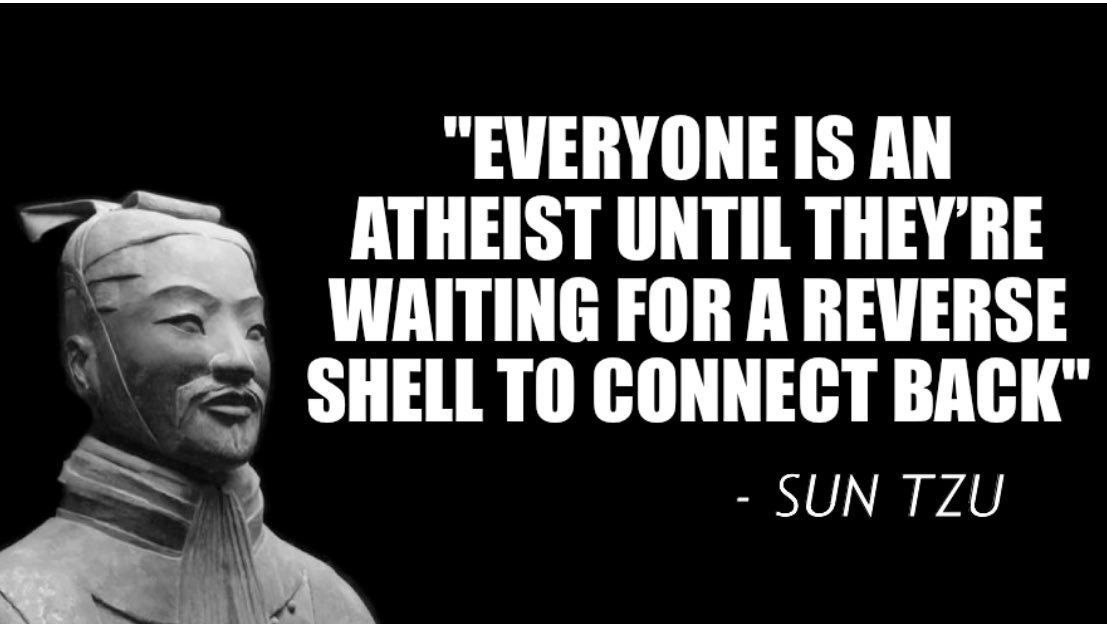 "EVERYONE IS AN
ATHEIST UNTIL THEY’RE
WAITING FOR A REVERSE
SHELL TO CONNECT BACK"
- SUN TZU